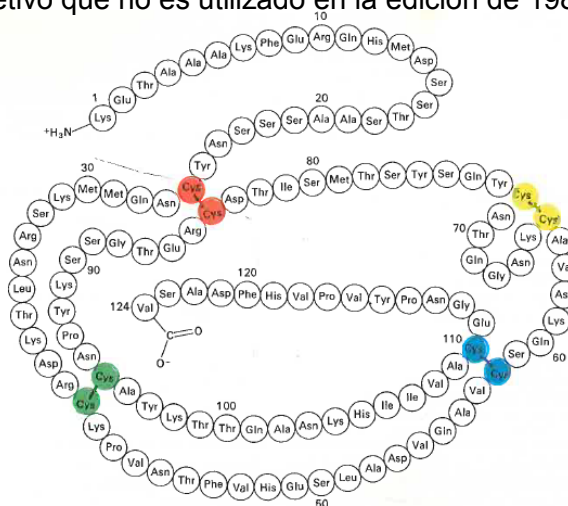 etivo que no es utilizado en la edición de 198
10
Lys Glu Thr Ala Ala Ala Lys Phe Glu Arg Gln His Met Asp Ser Ser
1
+H3N
20
Tyr Asn Ser Ser Ser Ala Ala Ser Thr
30
Arg Ser Lys Met Met Gln Asn Cys
80
Cys Asp Thr Ile Ser Met Thr Ser Tyr Ser Gln Tyr Cys
70
Asn Thr Gln Gly Asn Lys Cys Ala
Lys Gln Ser
60
90
Lys Ser Ser Gly Thr Glu Arg
120
124
Val Ser Ala Asp Phe His Val Pro Val Tyr Pro Asn Gly Glu
C O
O-
Asn Leu Thr Lys Asp Arg Cys
Tyr Pro Asn Cys
110
100
Ala Tyr Lys Thr Thr Gln Ala Asn Lys His Ile Ile Val Ala Cys
Lys Pro Val Asn Thr Phe Val His Glu Ser Leu Ala Asp Val Gln Ala Val Cys
50